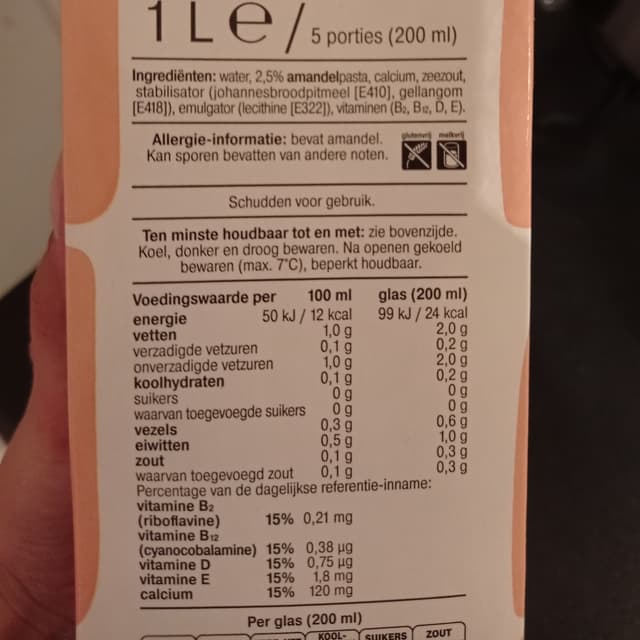 1 L e / 5 porties (200 ml)
Ingrediënten: water, 2,5% amandelpasta, calcium, zeezout,
stabilisator (johannesbroodpitmeel [E410], gellangom
[E418]), emulgator (lecithine [E322]), vitaminen (B₂, B₁₂, D, E).
Allergie-informatie: bevat amandel.
Kan sporen bevatten van andere noten.
glutenvrij melkvrij
Schudden voor gebruik.
Ten minste houdbaar tot en met: zie bovenzijde.
Koel, donker en droog bewaren. Na openen gekoeld
bewaren (max. 7°C), beperkt houdbaar.
Voedingswaarde per 100 ml glas (200 ml)
energie 50 kJ / 12 kcal 99 kJ / 24 kcal
vetten 1,0 g 2,0 g
verzadigde vetzuren 0,1 g 0,2 g
onverzadigde vetzuren 1,0 g 2,0 g
koolhydraten 0,1 g 0,2 g
suikers 0 g 0 g
waarvan toegevoegde suikers 0 g 0 g
vezels 0,3 g 0,6 g
eiwitten 0,5 g 1,0 g
zout 0,1 g 0,3 g
waarvan toegevoegd zout 0,1 g 0,3 g
Percentage van de dagelijkse referentie-inname:
vitamine B₂
(riboflavine) 15% 0,21 mg
vitamine B₁₂
(cyanocobalamine) 15% 0,38 µg
vitamine D 15% 0,75 µg
vitamine E 15% 1,8 mg
calcium 15% 120 mg
Per glas (200 ml)
KOOL- SUIKERS ZOUT